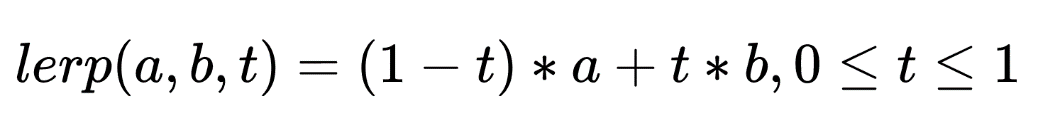 lerp(a, b, t) = (1 − t) ∗ a + t ∗ b, 0 ≤ t ≤ 1